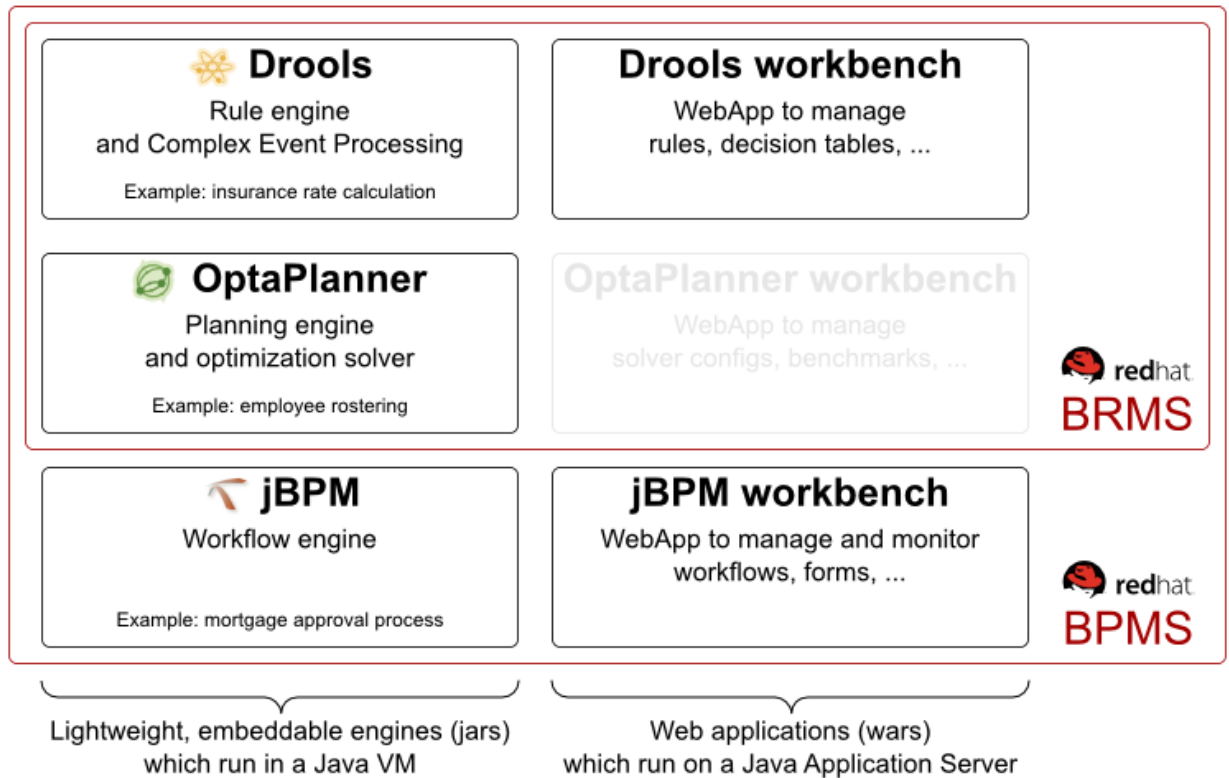 Drools
Rule engine
and Complex Event Processing
Example: insurance rate calculation
Drools workbench
WebApp to manage
rules, decision tables, ...
OptaPlanner
Planning engine
and optimization solver
Example: employee rostering
OptaPlanner workbench
WebApp to manage
solver configs, benchmarks, ...
redhat.
BRMS
jBPM
Workflow engine
Example: mortgage approval process
jBPM workbench
WebApp to manage and monitor
workflows, forms, ...
redhat.
BPMS
Lightweight, embeddable engines (jars)
which run in a Java VM
Web applications (wars)
which run on a Java Application Server